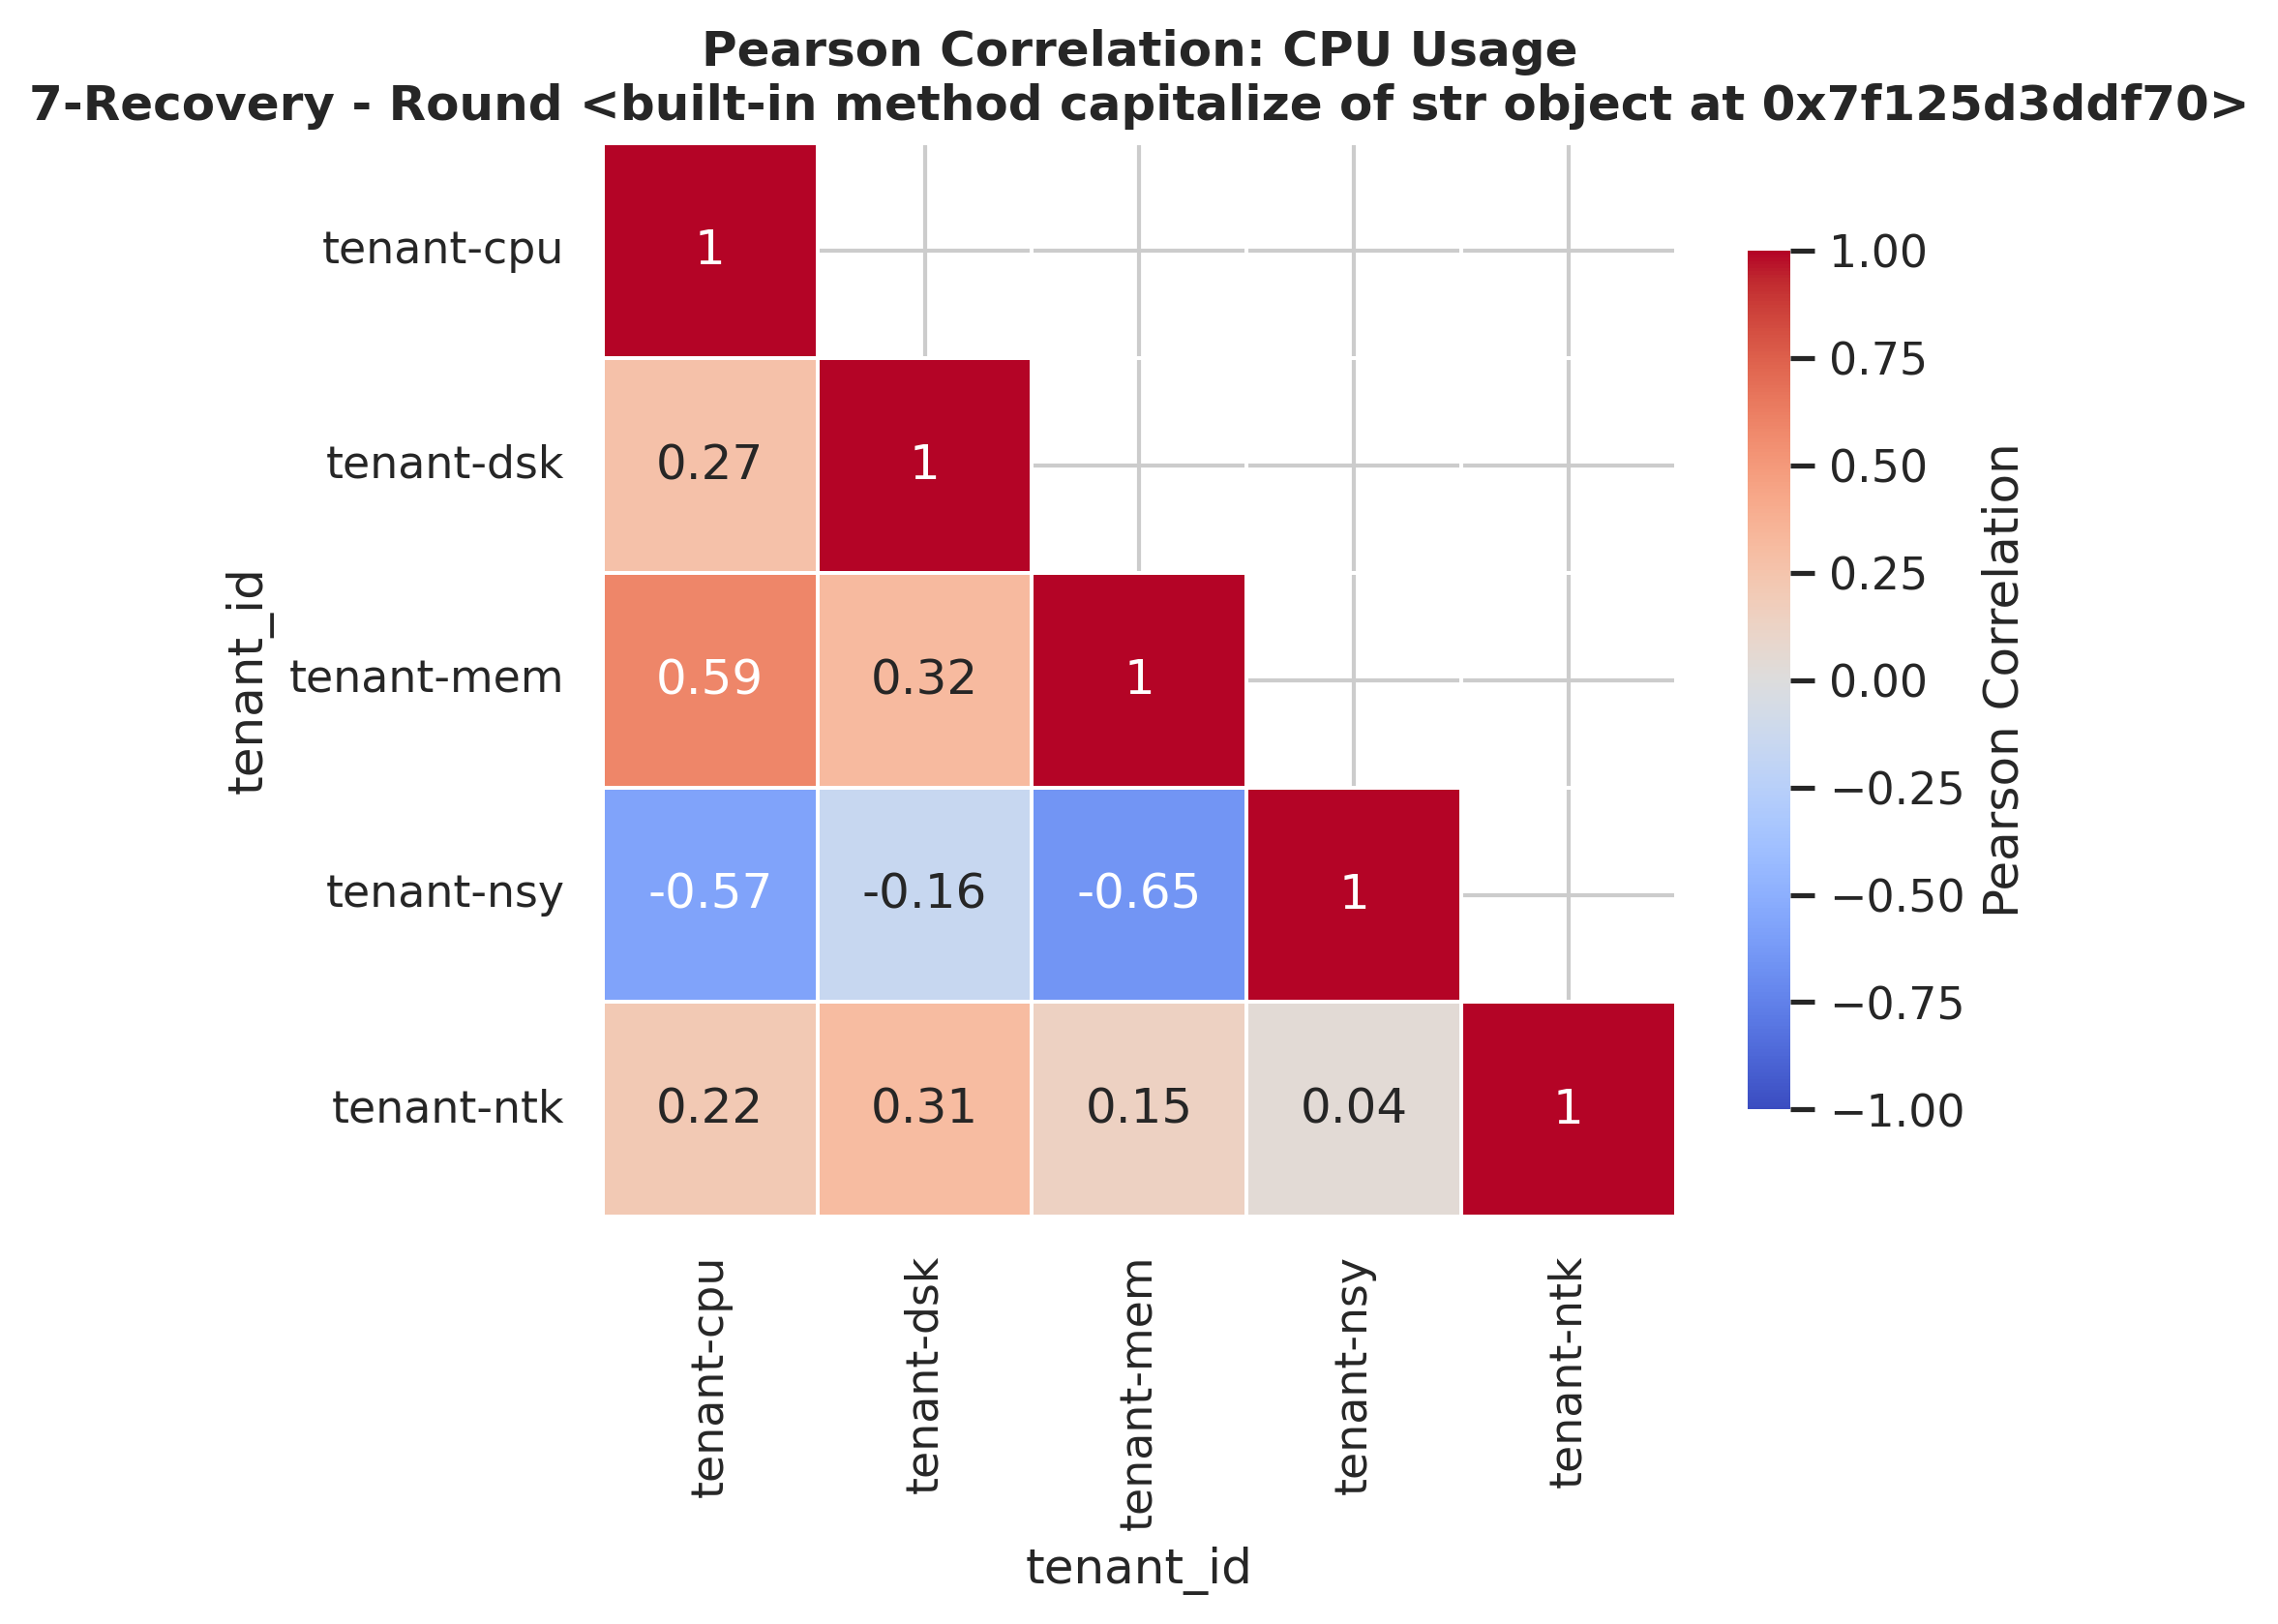 Pearson Correlation: CPU Usage
7-Recovery - Round <built-in method capitalize of str object at 0x7f125d3ddf70>
tenant_id
tenant-cpu
1
tenant-dsk
0.27 1
tenant-mem
0.59 0.32 1
tenant-nsy
-0.57 -0.16 -0.65 1
tenant-ntk
0.22 0.31 0.15 0.04 1
tenant-cpu
tenant-dsk
tenant-mem
tenant-nsy
tenant-ntk
tenant_id
1.00
0.75
0.50
0.25
0.00
−0.25
−0.50
−0.75
−1.00
Pearson Correlation